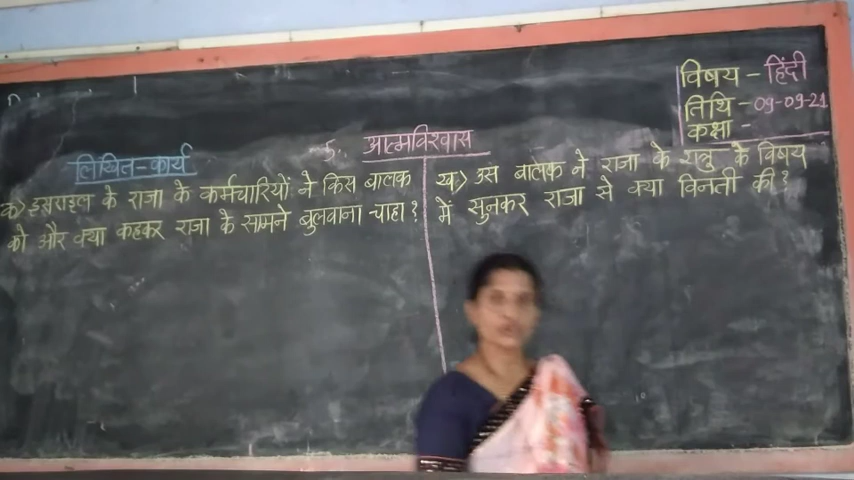 विषय - हिंदी
तिथि - 09-09-21
कक्षा -
5. आत्मविश्वास
लिखित-कार्य
क) इसराइल के राजा के कर्मचारियों ने किस बालक
को और क्या कहकर राजा के सामने बुलवाना चाहा?
ख) उस बालक ने राजा के शत्रु के विषय
में सुनकर राजा से क्या विनती की?